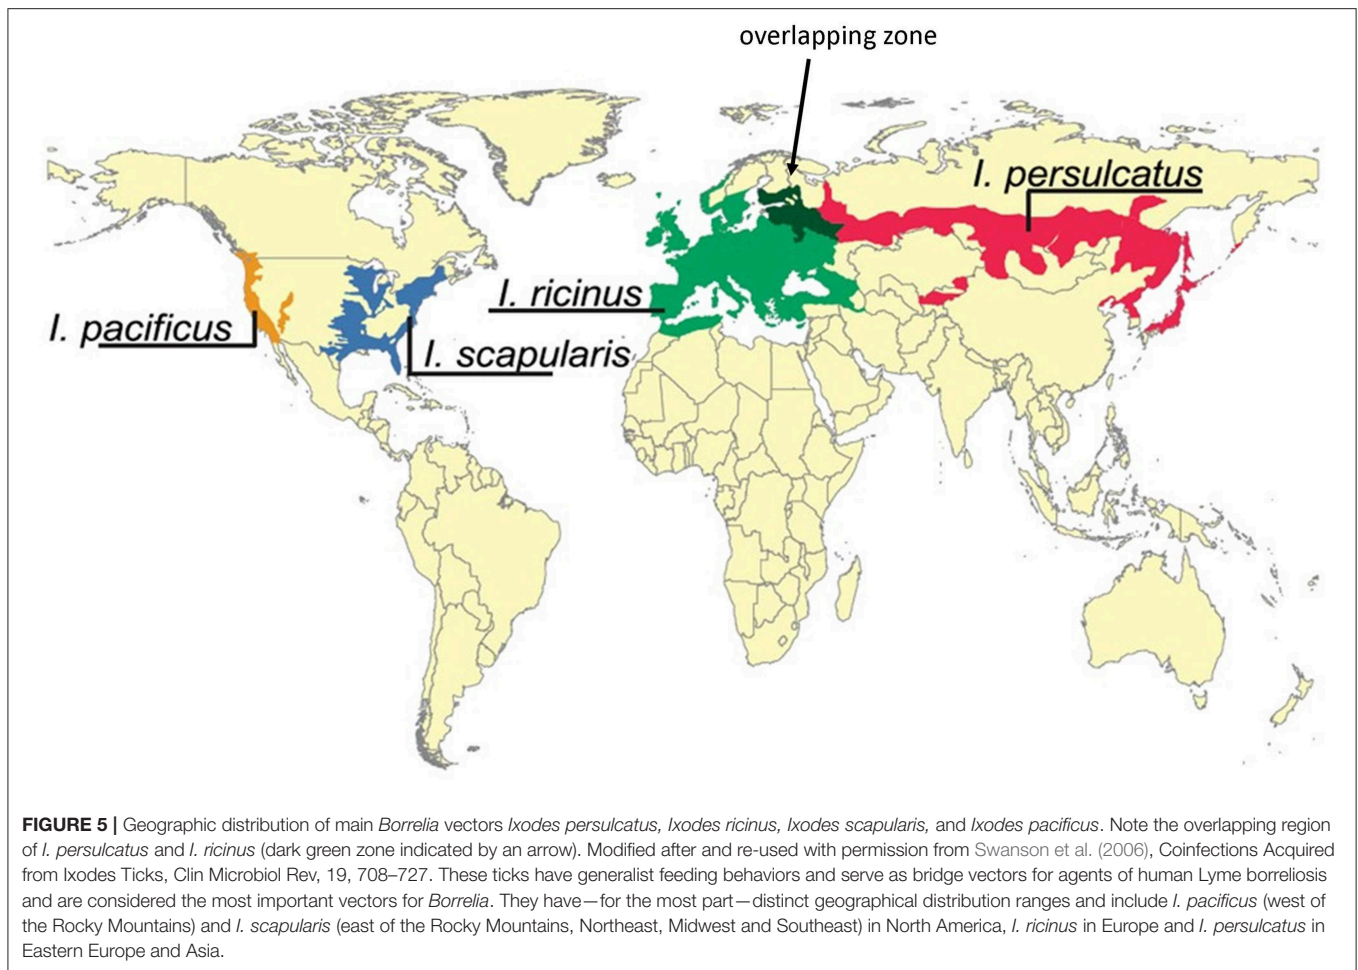 overlapping zone
I. persulcatus
I. ricinus
I. pacificus
I. scapularis
FIGURE 5 | Geographic distribution of main Borrelia vectors Ixodes persulcatus, Ixodes ricinus, Ixodes scapularis, and Ixodes pacificus. Note the overlapping region
of I. persulcatus and I. ricinus (dark green zone indicated by an arrow). Modified after and re-used with permission from Swanson et al. (2006), Coinfections Acquired
from Ixodes Ticks, Clin Microbiol Rev, 19, 708–727. These ticks have generalist feeding behaviors and serve as bridge vectors for agents of human Lyme borreliosis
and are considered the most important vectors for Borrelia. They have—for the most part—distinct geographical distribution ranges and include I. pacificus (west of
the Rocky Mountains) and I. scapularis (east of the Rocky Mountains, Northeast, Midwest and Southeast) in North America, I. ricinus in Europe and I. persulcatus in
Eastern Europe and Asia.